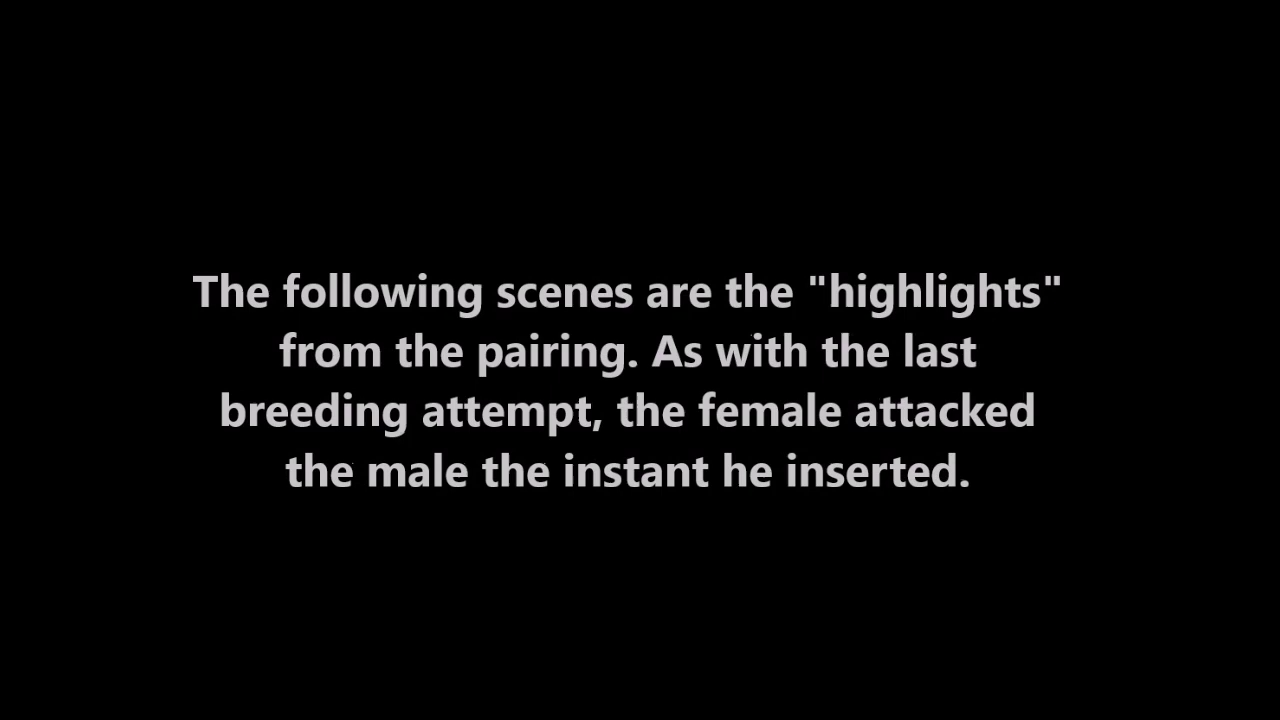 The following scenes are the "highlights"
from the pairing. As with the last
breeding attempt, the female attacked
the male the instant he inserted.